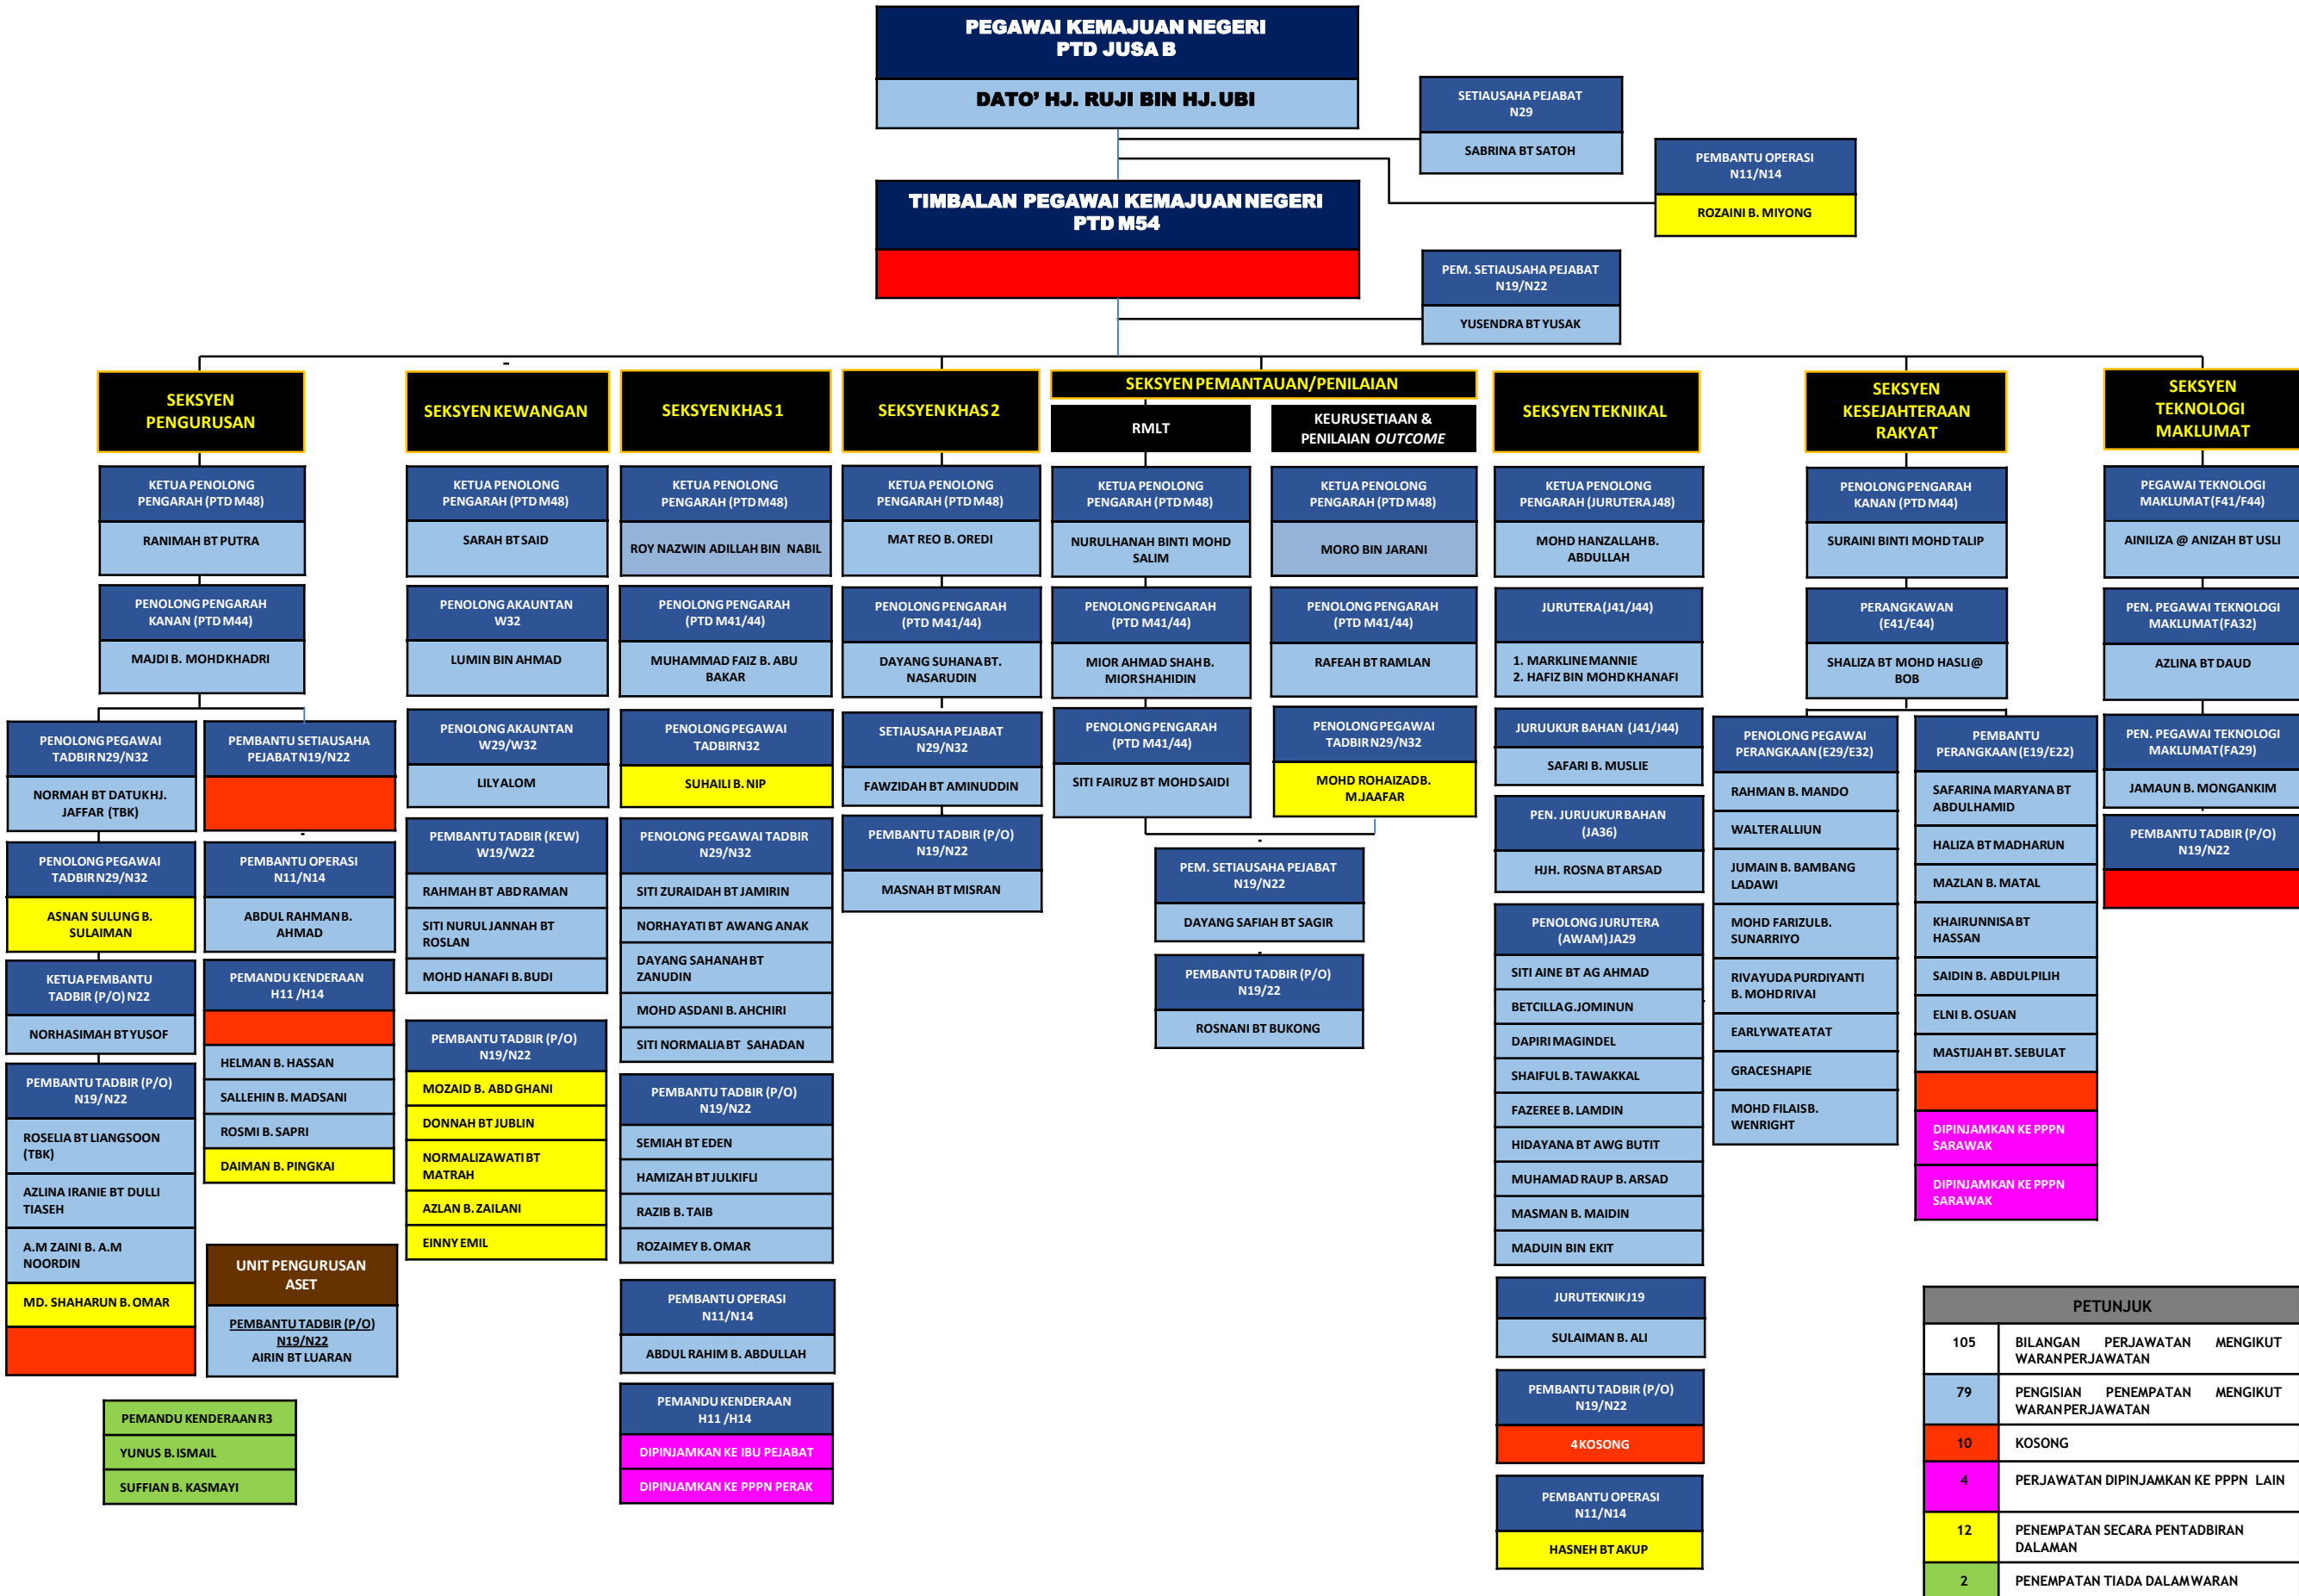 PEGAWAI KEMAJUAN NEGERI
PTD JUSA B
DATO' HJ. RUJI BIN HJ. UBI
SETIAUSAHA PEJABAT
N29
SABRINA BT SATOH
PEMBANTU OPERASI
N11/N14
ROZAINI B. MIYONG
TIMBALAN PEGAWAI KEMAJUAN NEGERI
PTD M54
PEM. SETIAUSAHA PEJABAT
N19/N22
YUSENDRA BT YUSAK
SEKSYEN
PENGURUSAN
KETUA PENOLONG
PENGARAH (PTD M48)
RANIMAH BT PUTRA
PENOLONG PENGARAH
KANAN (PTD M44)
MAJDI B. MOHD KHADRI
PENOLONG PEGAWAI
TADBIR N29/N32
NORMAH BT DATUK HJ.
JAFFAR (TBK)
PENOLONG PEGAWAI
TADBIR N29/N32
ASNAN SULUNG B.
SULAIMAN
KETUA PEMBANTU
TADBIR (P/O) N22
NORHASIMAH BT YUSOF
PEMBANTU TADBIR (P/O)
N19/ N22
ROSELIA BT LIANGSOON
(TBK)
AZLINA IRANIE BT DULLI
TIASEH
A.M ZAINI B. A.M
NOORDIN
MD. SHAHARUN B. OMAR
PEMBANTU SETIAUSAHA
PEJABAT N19/N22
PEMBANTU OPERASI
N11/N14
ABDUL RAHMAN B.
AHMAD
PEMANDU KENDERAAN
H11 /H14
HELMAN B. HASSAN
SALLEHIN B. MADSANI
ROSMI B. SAPRI
DAIMAN B. PINGKAI
UNIT PENGURUSAN
ASET
PEMBANTU TADBIR (P/O)
N19/N22
AIRIN BT LUARAN
PEMANDU KENDERAAN R3
YUNUS B. ISMAIL
SUFFIAN B. KASMAYI
SEKSYEN KEWANGAN
KETUA PENOLONG
PENGARAH (PTD M48)
SARAH BT SAID
PENOLONG AKAUNTAN
W32
LUMIN BIN AHMAD
PENOLONG AKAUNTAN
W29/W32
LILY ALOM
PEMBANTU TADBIR (KEW)
W19/W22
RAHMAH BT ABD RAMAN
SITI NURUL JANNAH BT
ROSLAN
MOHD HANAFI B. BUDI
PEMBANTU TADBIR (P/O)
N19/N22
MOZAID B. ABD GHANI
DONNAH BT JUBLIN
NORMALIZAWATI BT
MATRAH
AZLAN B. ZAILANI
EINNY EMIL
SEKSYEN KHAS 1
KETUA PENOLONG
PENGARAH (PTD M48)
ROY NAZWIN ADILLAH BIN NABIL
PENOLONG PENGARAH
(PTD M41/44)
MUHAMMAD FAIZ B. ABU
BAKAR
PENOLONG PEGAWAI
TADBIR N32
SUHAILI B. NIP
PENOLONG PEGAWAI TADBIR
N29/N32
SITI ZURAIDAH BT JAMIRIN
NORHAYATI BT AWANG ANAK
DAYANG SAHANAH BT
ZANUDIN
MOHD ASDANI B. AHCHIRI
SITI NORMALIA BT SAHADAN
PEMBANTU TADBIR (P/O)
N19/N22
SEMIAH BT EDEN
HAMIZAH BT JULKIFLI
RAZIB B. TAIB
ROZAIMEY B. OMAR
PEMBANTU OPERASI
N11/N14
ABDUL RAHIM B. ABDULLAH
PEMANDU KENDERAAN
H11 /H14
DIPINJAMKAN KE IBU PEJABAT
DIPINJAMKAN KE PPPN PERAK
SEKSYEN KHAS 2
KETUA PENOLONG
PENGARAH (PTD M48)
MAT REO B. OREDI
PENOLONG PENGARAH
(PTD M41/44)
DAYANG SUHANA BT.
NASARUDIN
SETIAUSAHA PEJABAT
N29/N32
FAWZIDAH BT AMINUDDIN
PEMBANTU TADBIR (P/O)
N19/N22
MASNAH BT MISRAN
SEKSYEN PEMANTAUAN/PENILAIAN
RMLT
KETUA PENOLONG
PENGARAH (PTD M48)
NURULHANAH BINTI MOHD
SALIM
PENOLONG PENGARAH
(PTD M41/44)
MIOR AHMAD SHAH B.
MIOR SHAHIDIN
PENOLONG PENGARAH
(PTD M41/44)
SITI FAIRUZ BT MOHD SAIDI
KEURUSETIAAN &
PENILAIAN OUTCOME
KETUA PENOLONG
PENGARAH (PTD M48)
MORO BIN JARANI
PENOLONG PENGARAH
(PTD M41/44)
RAFEAH BT RAMLAN
PENOLONG PEGAWAI
TADBIR N29/N32
MOHD ROHAIZAD B.
M.JAAFAR
PEM. SETIAUSAHA PEJABAT
N19/N22
DAYANG SAFIAH BT SAGIR
PEMBANTU TADBIR (P/O)
N19/22
ROSNANI BT BUKONG
SEKSYEN TEKNIKAL
KETUA PENOLONG
PENGARAH (JURUTERA J48)
MOHD HANZALLAH B.
ABDULLAH
JURUTERA (J41/J44)
1. MARKLINE MANNIE
2. HAFIZ BIN MOHD KHANAFI
JURUUKUR BAHAN (J41/J44)
SAFARI B. MUSLIE
PEN. JURUUKUR BAHAN
(JA36)
HJH. ROSNA BT ARSAD
PENOLONG JURUTERA
(AWAM) JA29
SITI AINE BT AG AHMAD
BETCILLA G.JOMINUN
DAPIRI MAGINDEL
SHAIFUL B. TAWAKKAL
FAZEREE B. LAMDIN
HIDAYANA BT AWG BUTIT
MUHAMAD RAUP B. ARSAD
MASMAN B. MAIDIN
MADUIN BIN EKIT
JURUTEKNIK J19
SULAIMAN B. ALI
PEMBANTU TADBIR (P/O)
N19/N22
4 KOSONG
PEMBANTU OPERASI
N11/N14
HASNEH BT AKUP
SEKSYEN
KESEJAHTERAAN
RAKYAT
PENOLONG PENGARAH
KANAN (PTD M44)
SURAINI BINTI MOHD TALIP
PERANGKAWAN
(E41/E44)
SHALIZA BT MOHD HASLI @
BOB
PENOLONG PEGAWAI
PERANGKAAN (E29/E32)
RAHMAN B. MANDO
WALTER ALLIUN
JUMAIN B. BAMBANG
LADAWI
MOHD FARIZUL B.
SUNARRIYO
RIVAYUDA PURDIYANTI
B. MOHD RIVAI
EARLYWATE ATAT
GRACE SHAPIE
MOHD FILAIS B.
WENRIGHT
PEMBANTU
PERANGKAAN (E19/E22)
SAFARINA MARYANA BT
ABDUL HAMID
HALIZA BT MADHARUN
MAZLAN B. MATAL
KHAIRUNNISA BT
HASSAN
SAIDIN B. ABDUL PILIH
ELNI B. OSUAN
MASTIJAH BT. SEBULAT
DIPINJAMKAN KE PPPN
SARAWAK
DIPINJAMKAN KE PPPN
SARAWAK
SEKSYEN
TEKNOLOGI
MAKLUMAT
PEGAWAI TEKNOLOGI
MAKLUMAT (F41/F44)
AINILIZA @ ANIZAH BT USLI
PEN. PEGAWAI TEKNOLOGI
MAKLUMAT (FA32)
AZLINA BT DAUD
PEN. PEGAWAI TEKNOLOGI
MAKLUMAT (FA29)
JAMAUN B. MONGANKIM
PEMBANTU TADBIR (P/O)
N19/N22
PETUNJUK
105 BILANGAN PERJAWATAN MENGIKUT
WARAN PERJAWATAN
79 PENGISIAN PENEMPATAN MENGIKUT
WARAN PERJAWATAN
10 KOSONG
4 PERJAWATAN DIPINJAMKAN KE PPPN LAIN
12 PENEMPATAN SECARA PENTADBIRAN
DALAMAN
2 PENEMPATAN TIADA DALAM WARAN